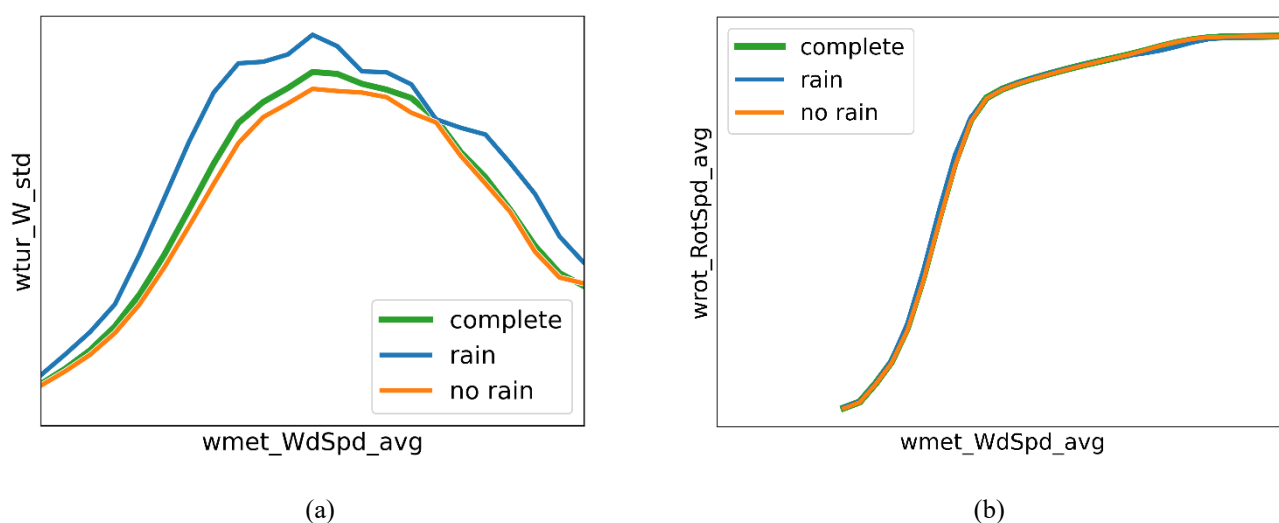 wtur_W_std
complete
rain
no rain
wmet_WdSpd_avg
(a)
wrot_RotSpd_avg
complete
rain
no rain
wmet_WdSpd_avg
(b)